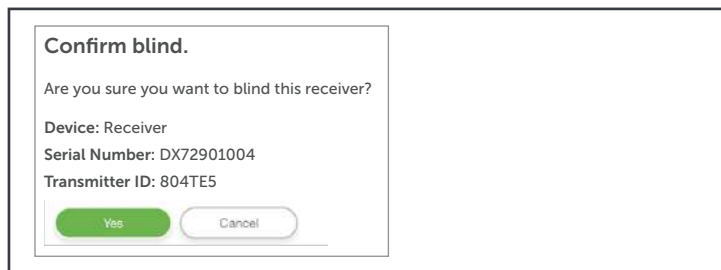 Confirm blind.
Are you sure you want to blind this receiver?
Device: Receiver
Serial Number: DX72901004
Transmitter ID: 804TE5
Yes Cancel